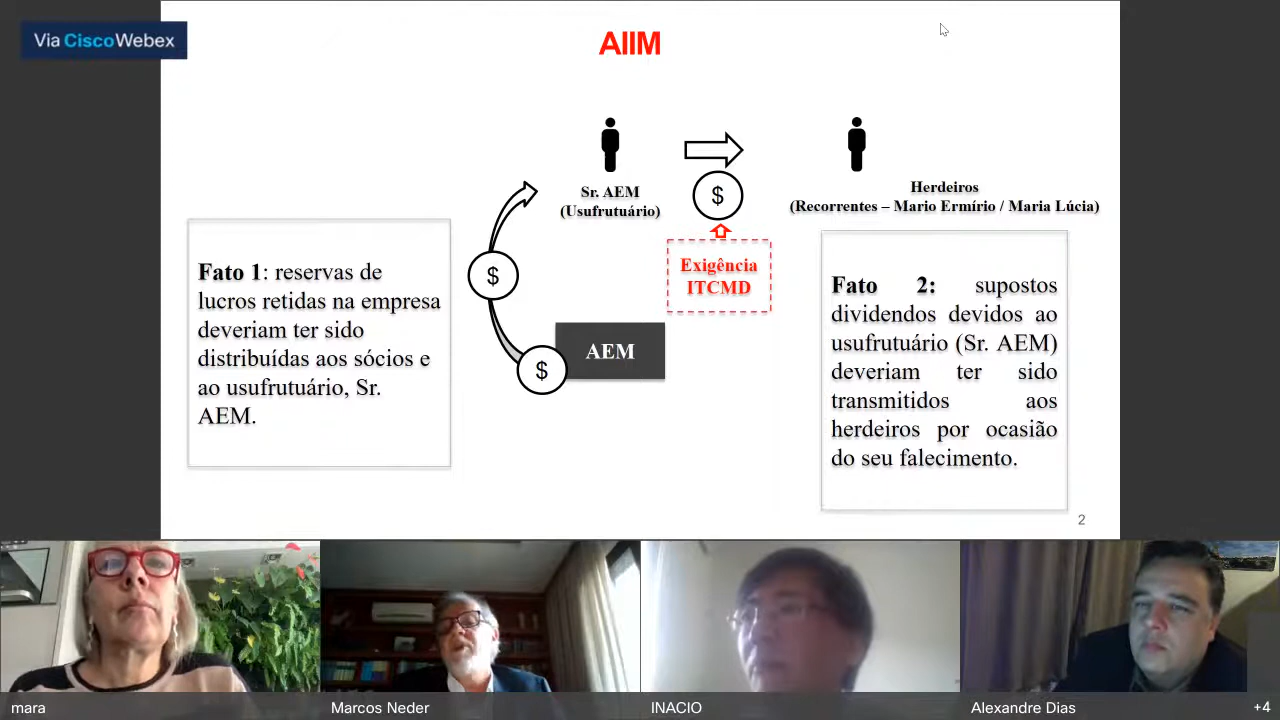 Via Cisco Webex
AIIM
Sr. AEM
(Usufrutuário)
$
Herdeiros
(Recorrentes – Mario Ermírio / Maria Lúcia)
Exigência
ITCMD
Fato 1: reservas de
lucros retidas na empresa
deveriam ter sido
distribuídas aos sócios e
ao usufrutuário, Sr.
AEM.
$
$
AEM
Fato 2: supostos
dividendos devidos ao
usufrutuário (Sr. AEM)
deveriam ter sido
transmitidos aos
herdeiros por ocasião
do seu falecimento.
2
mara
Marcos Neder
INACIO
Alexandre Dias
+4